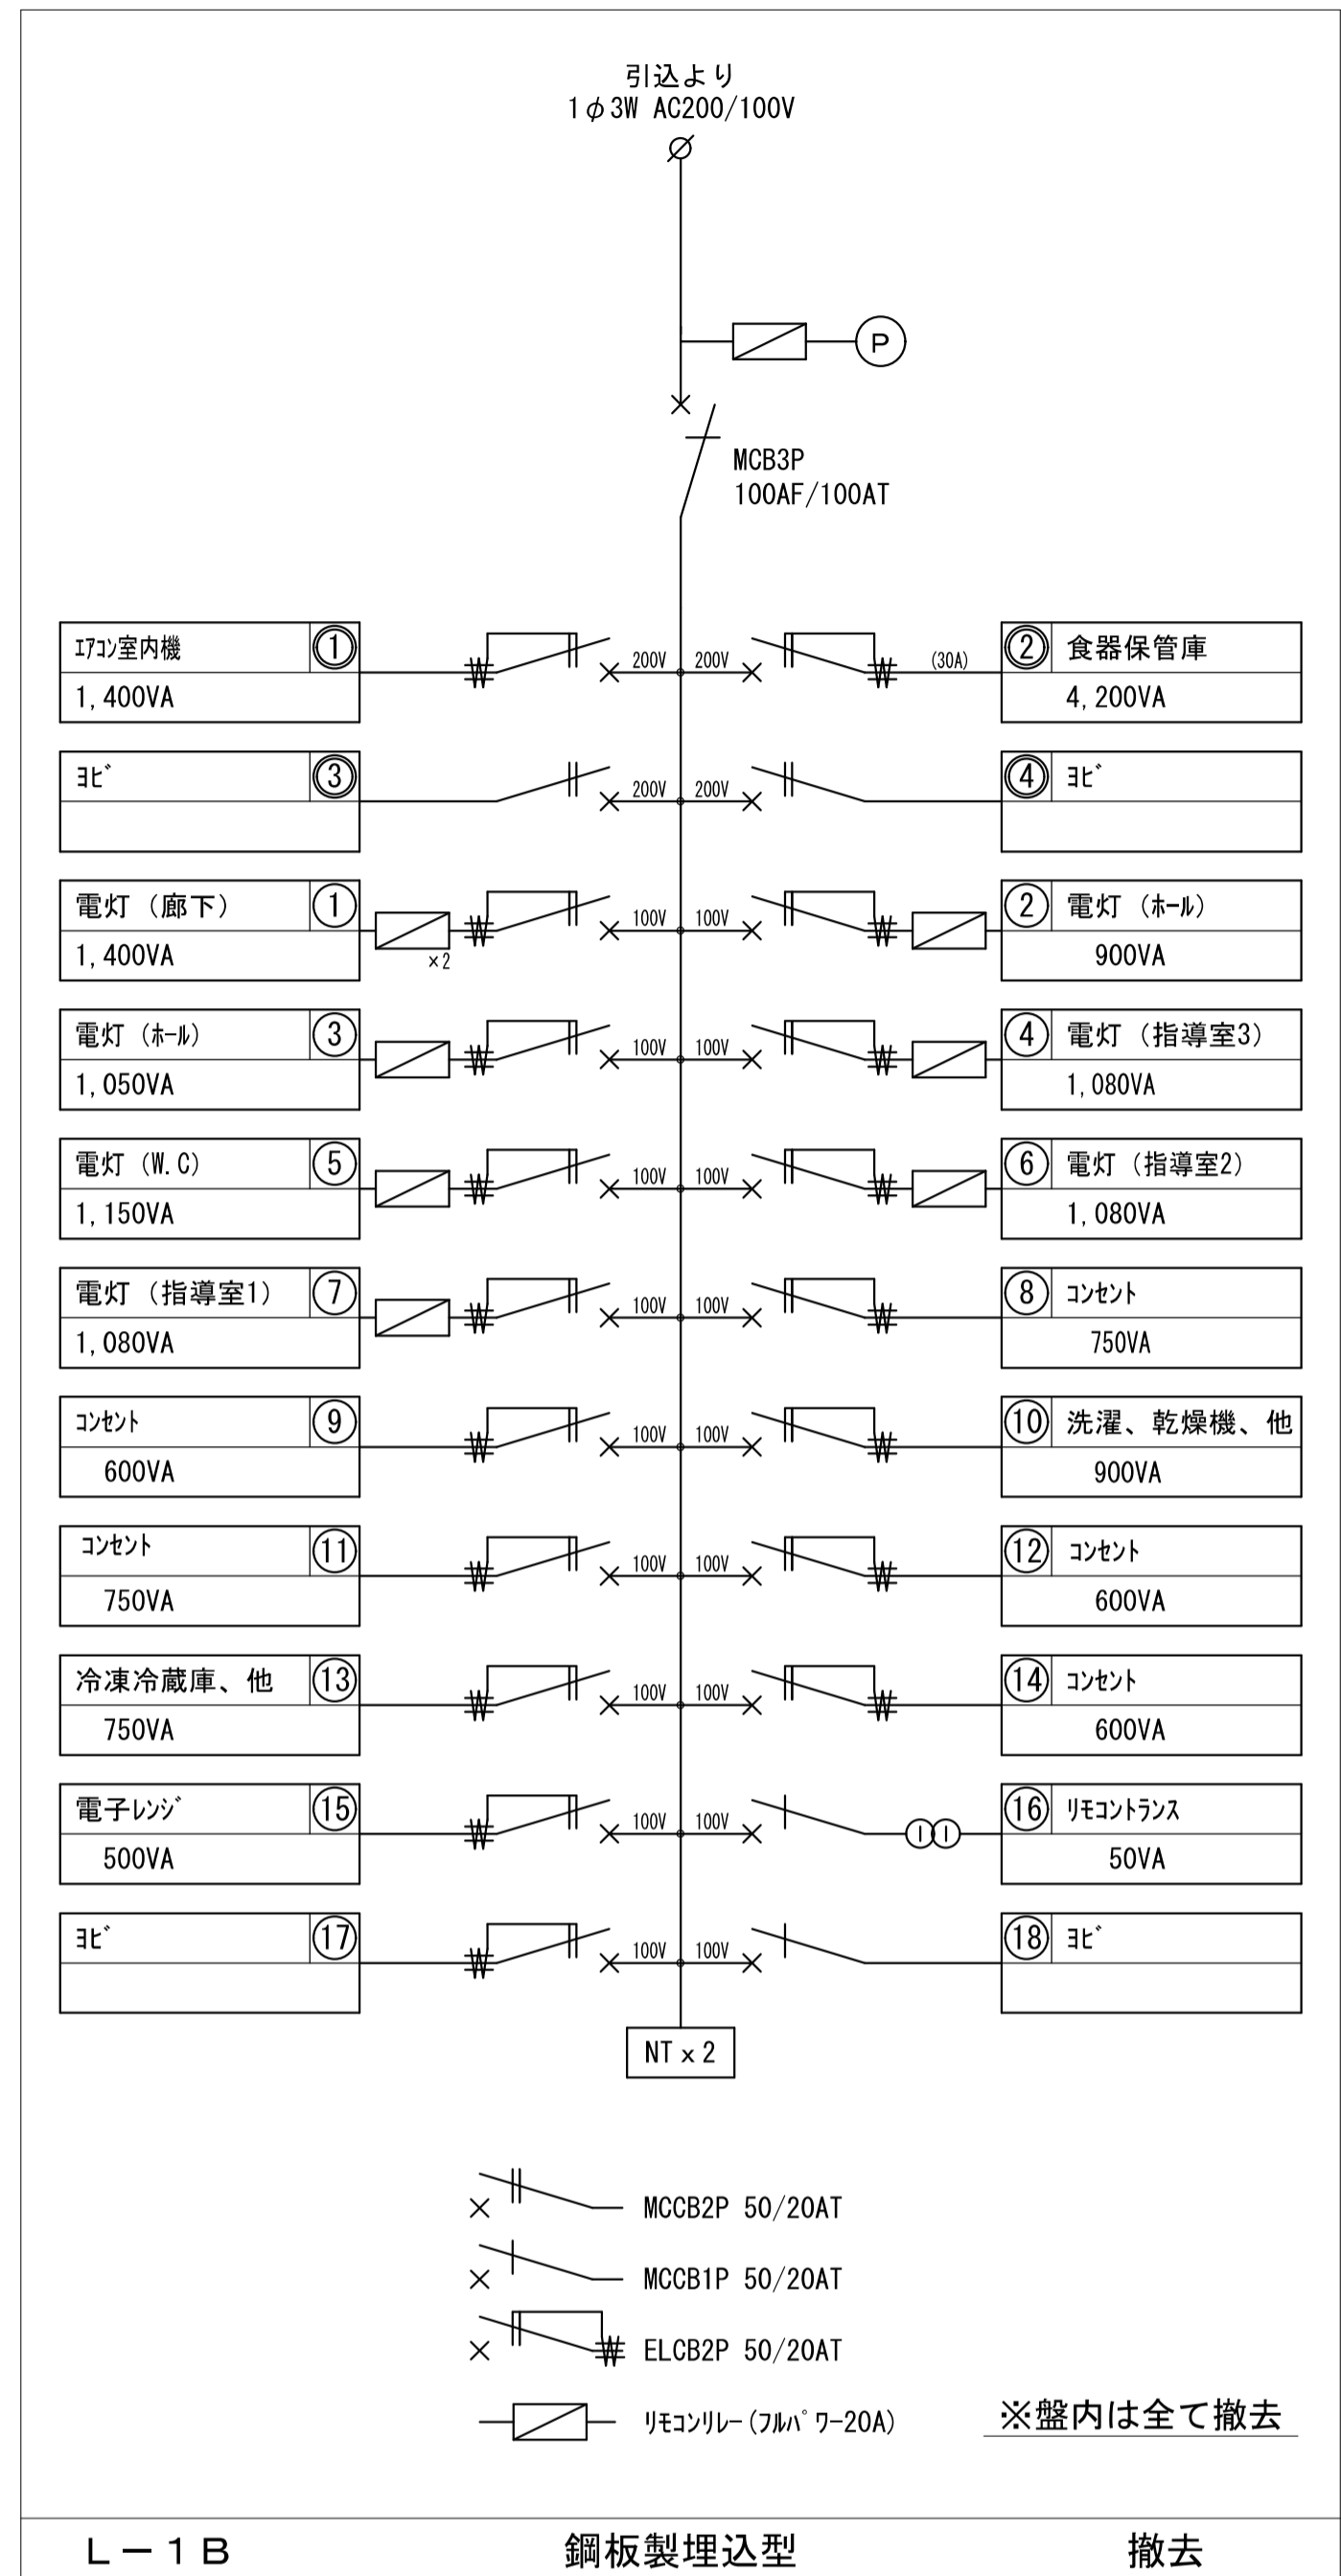 引込より
1φ3W AC200/100V
P
MCB3P
100AF/100AT
ｴｱｺﾝ室内機 ① 200V 200V (30A) ② 食器保管庫
1,400VA 4,200VA
ﾖﾋﾞ ③ 200V 200V ④ ﾖﾋﾞ
電灯（廊下） ① 100V 100V ② 電灯（ﾎｰﾙ）
1,400VA ×2 900VA
電灯（ﾎｰﾙ） ③ 100V 100V ④ 電灯（指導室3）
1,050VA 1,080VA
電灯（W.C） ⑤ 100V 100V ⑥ 電灯（指導室2）
1,150VA 1,080VA
電灯（指導室1） ⑦ 100V 100V ⑧ ｺﾝｾﾝﾄ
1,080VA 750VA
ｺﾝｾﾝﾄ ⑨ 100V 100V ⑩ 洗濯、乾燥機、他
600VA 900VA
ｺﾝｾﾝﾄ ⑪ 100V 100V ⑫ ｺﾝｾﾝﾄ
750VA 600VA
冷凍冷蔵庫、他 ⑬ 100V 100V ⑭ ｺﾝｾﾝﾄ
750VA 600VA
電子ﾚﾝｼﾞ ⑮ 100V 100V ⑯ ﾘﾓｺﾝﾄﾗﾝｽ
500VA 50VA
ﾖﾋﾞ ⑰ 100V 100V ⑱ ﾖﾋﾞ
NT×2
MCCB2P 50/20AT
MCCB1P 50/20AT
ELCB2P 50/20AT
ﾘﾓｺﾝﾘﾚｰ(ﾌﾙﾊﾟﾜｰ20A)
※盤内は全て撤去
Ｌ－１Ｂ 鋼板製埋込型 撤去